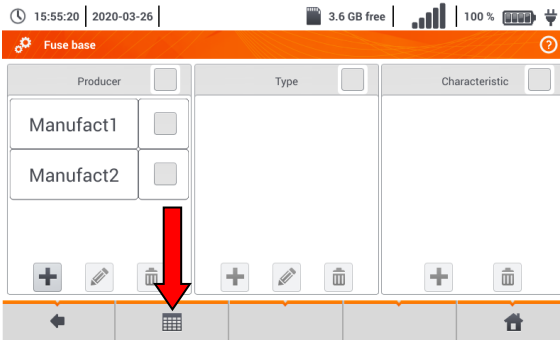 15:55:20 2020-03-26 3.6 GB free 100 %
Fuse base ?
Producer Type Characteristic
Manufact1
Manufact2